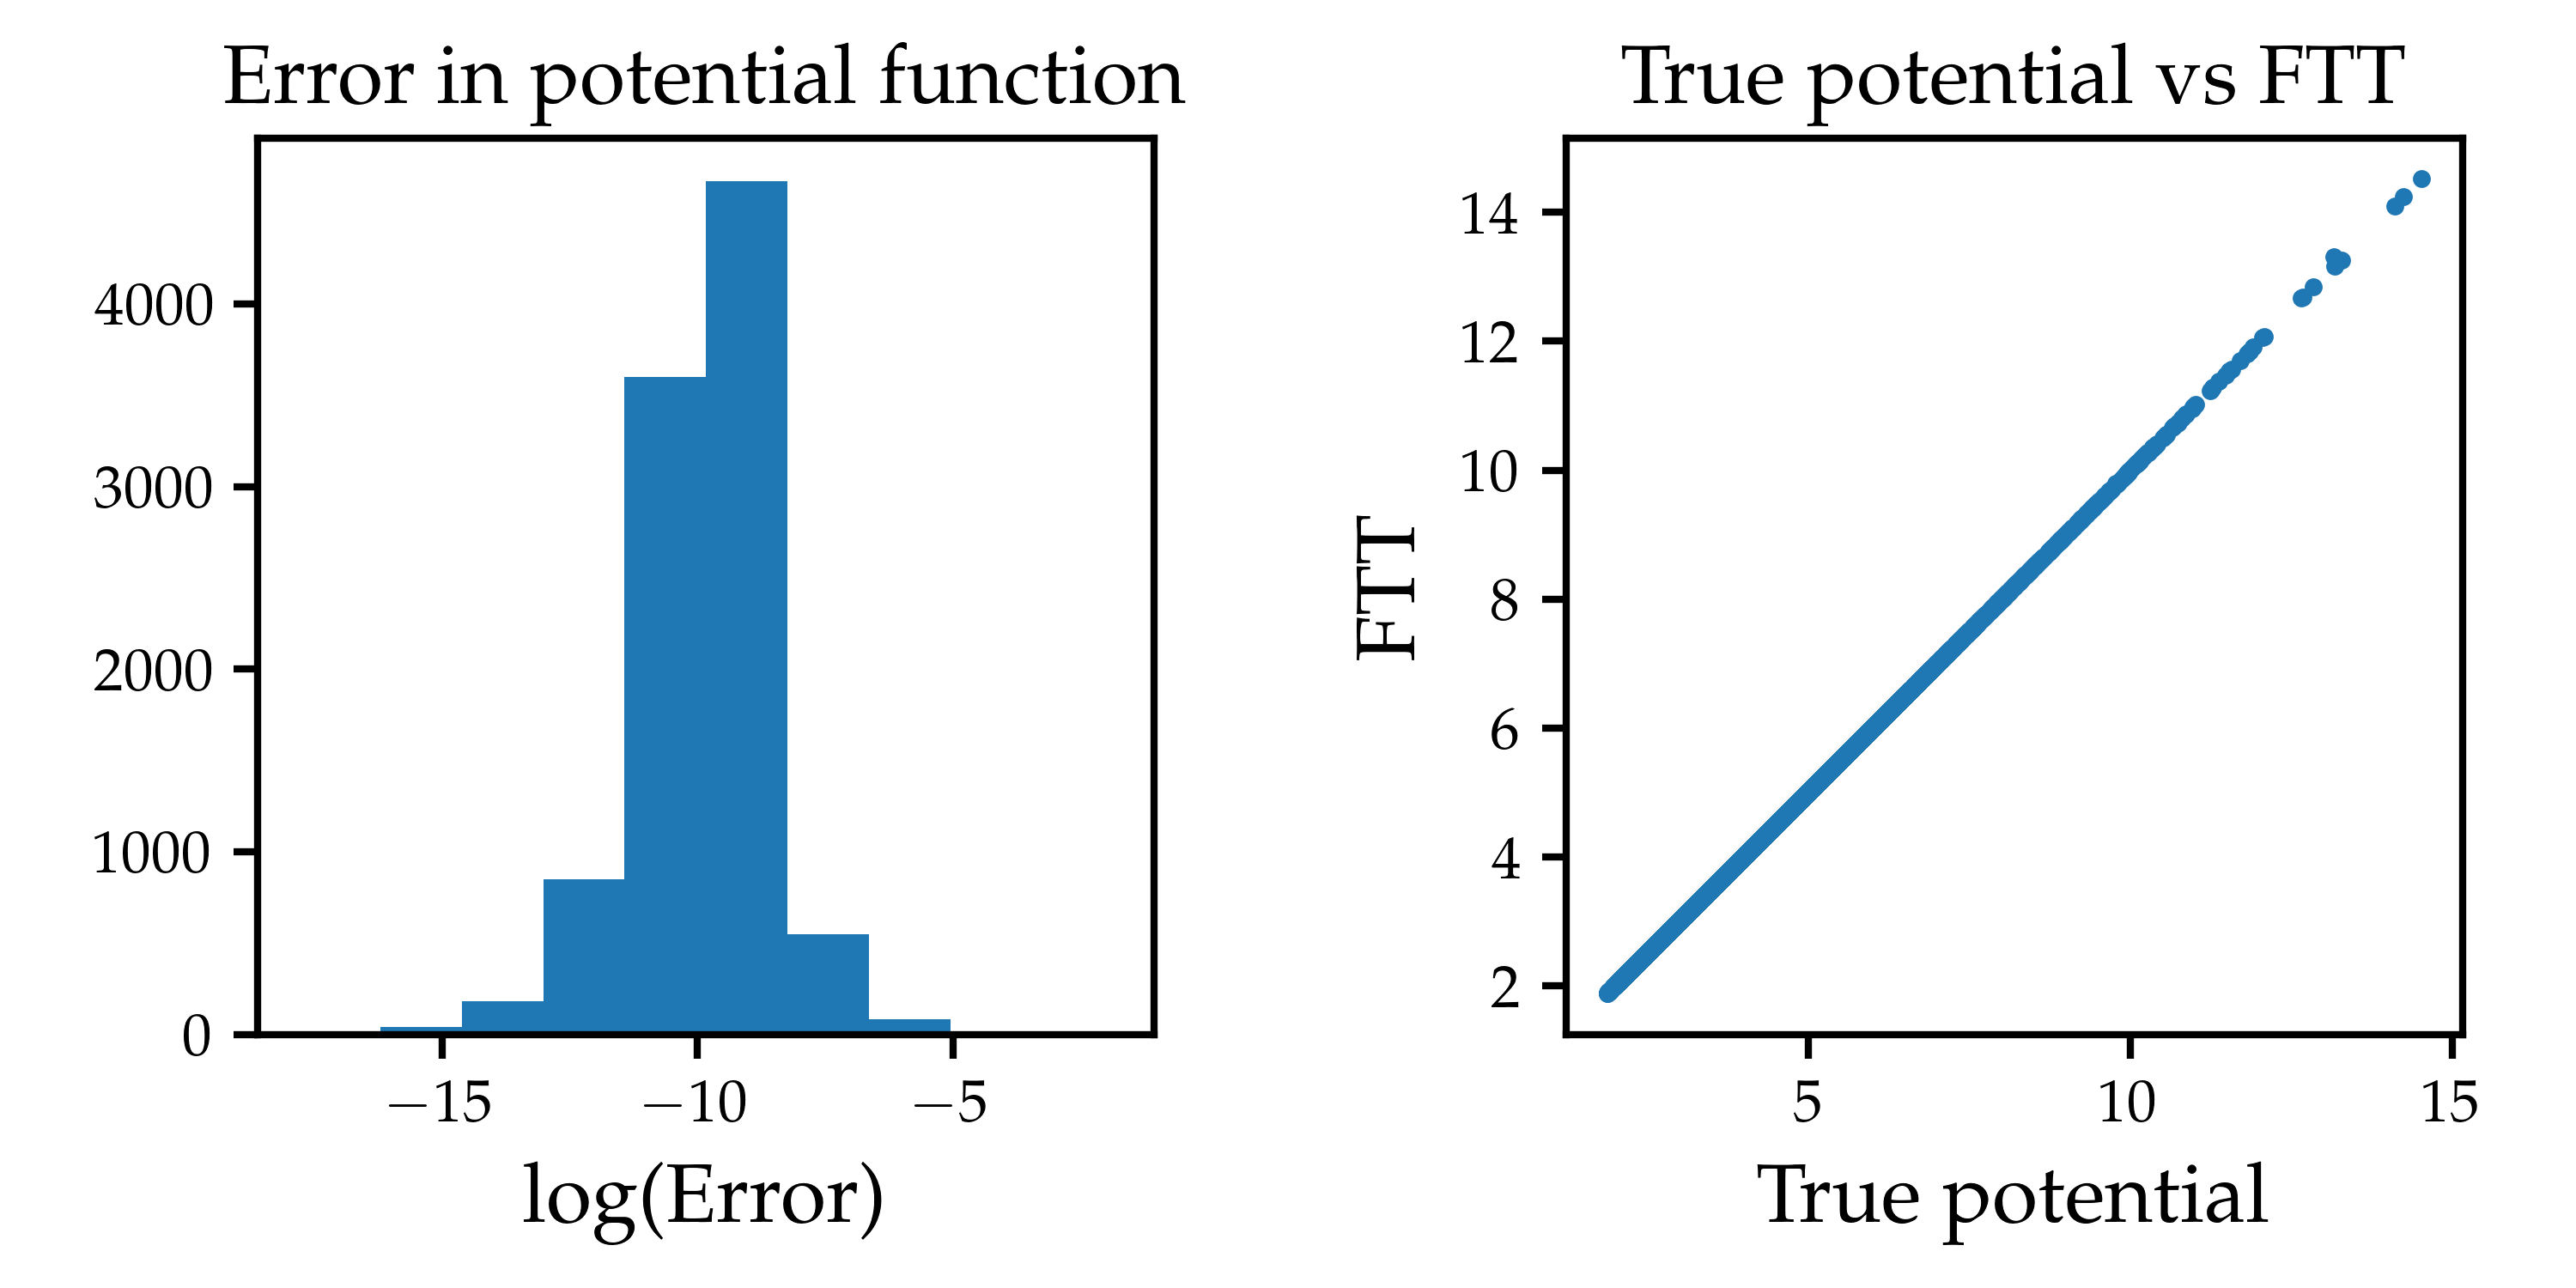 Error in potential function
4000
3000
2000
1000
0
−15 −10 −5
log(Error)
True potential vs FTT
FTT
14
12
10
8
6
4
2
5 10 15
True potential